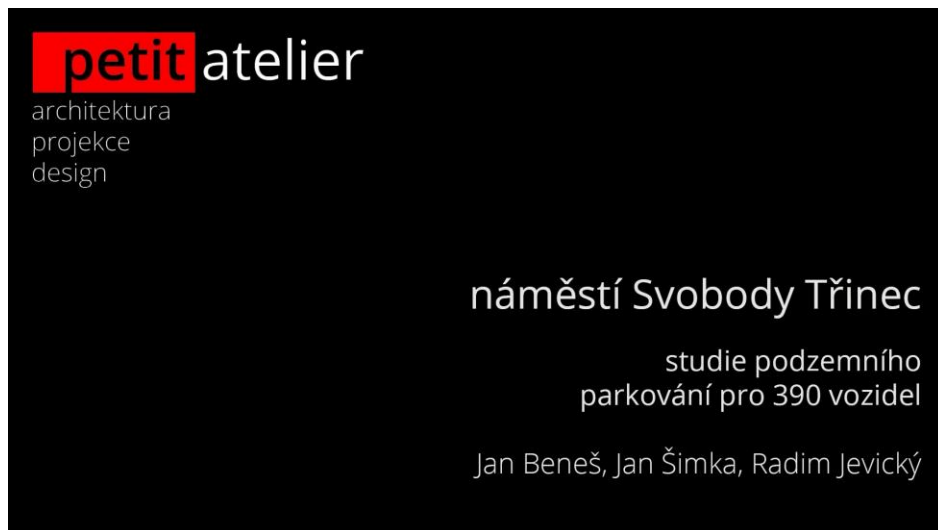 petit atelier
architektura
projekce
design
náměstí Svobody Třinec
studie podzemního
parkování pro 390 vozidel
Jan Beneš, Jan Šimka, Radim Jevický